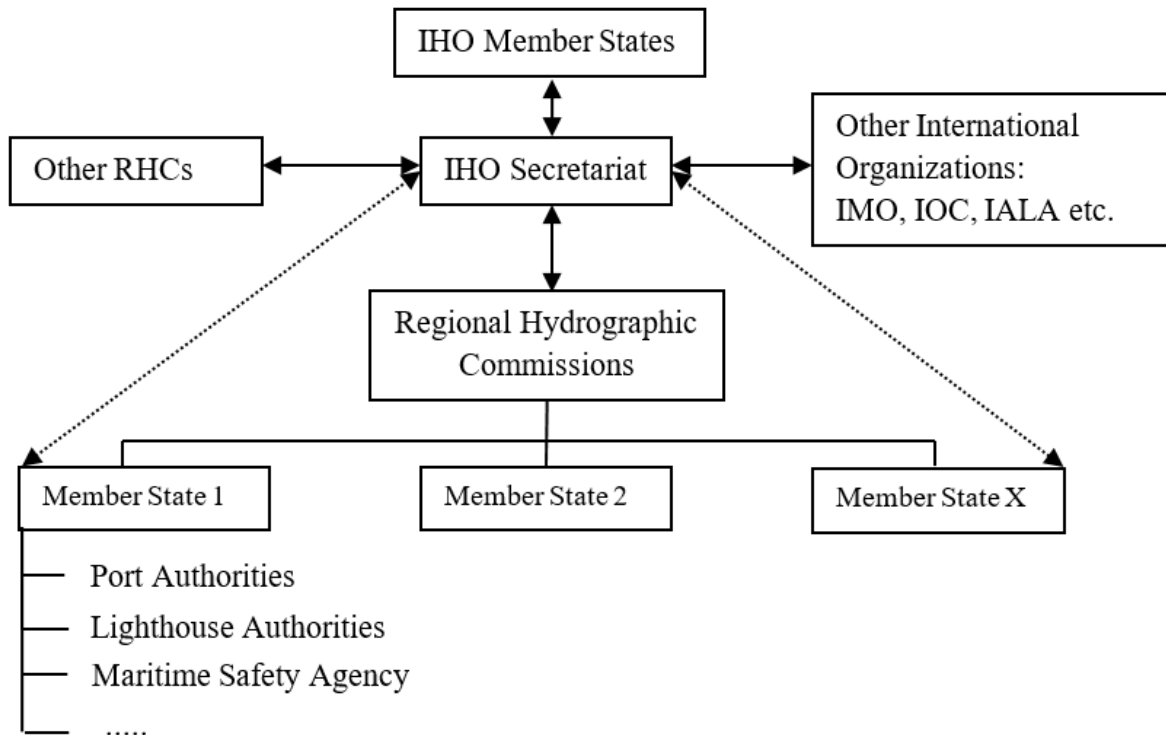 IHO Member States
Other RHCs
IHO Secretariat
Other International
Organizations:
IMO, IOC, IALA etc.
Regional Hydrographic
Commissions
Member State 1
Member State 2
Member State X
Port Authorities
Lighthouse Authorities
Maritime Safety Agency
.....